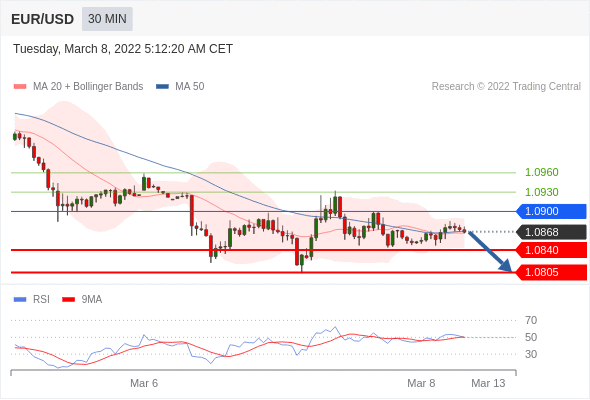 EUR/USD 30 MIN
Tuesday, March 8, 2022 5:12:20 AM CET
MA 20 + Bollinger Bands MA 50 Research © 2022 Trading Central
1.0960
1.0930
1.0900
1.0868
1.0840
1.0805
RSI 9MA
70
50
30
Mar 6 Mar 8 Mar 13